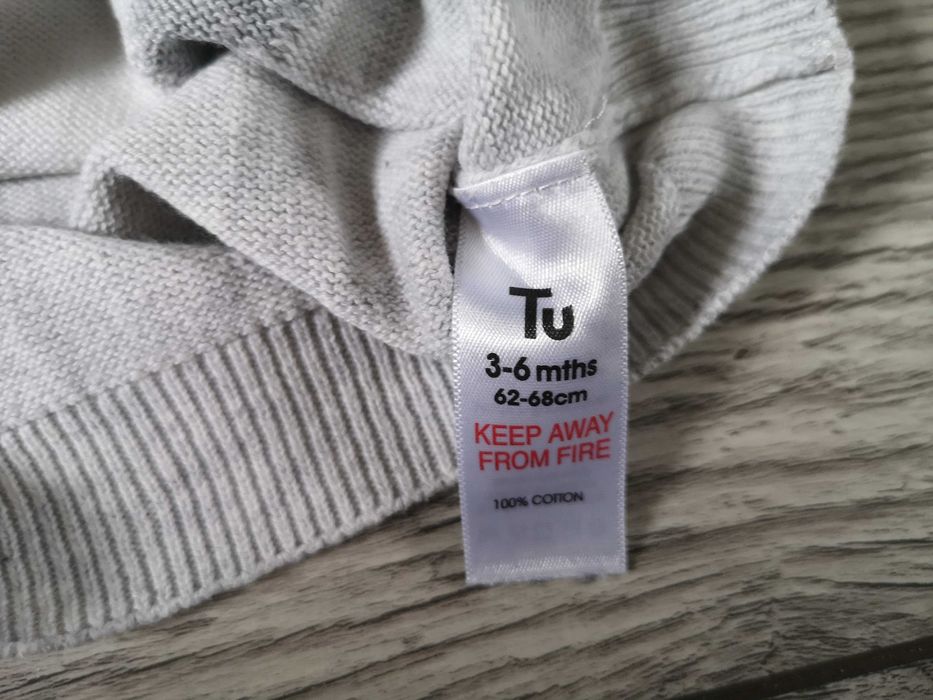 Tu
3-6 mths
62-68cm
KEEP AWAY
FROM FIRE
100% COTTON